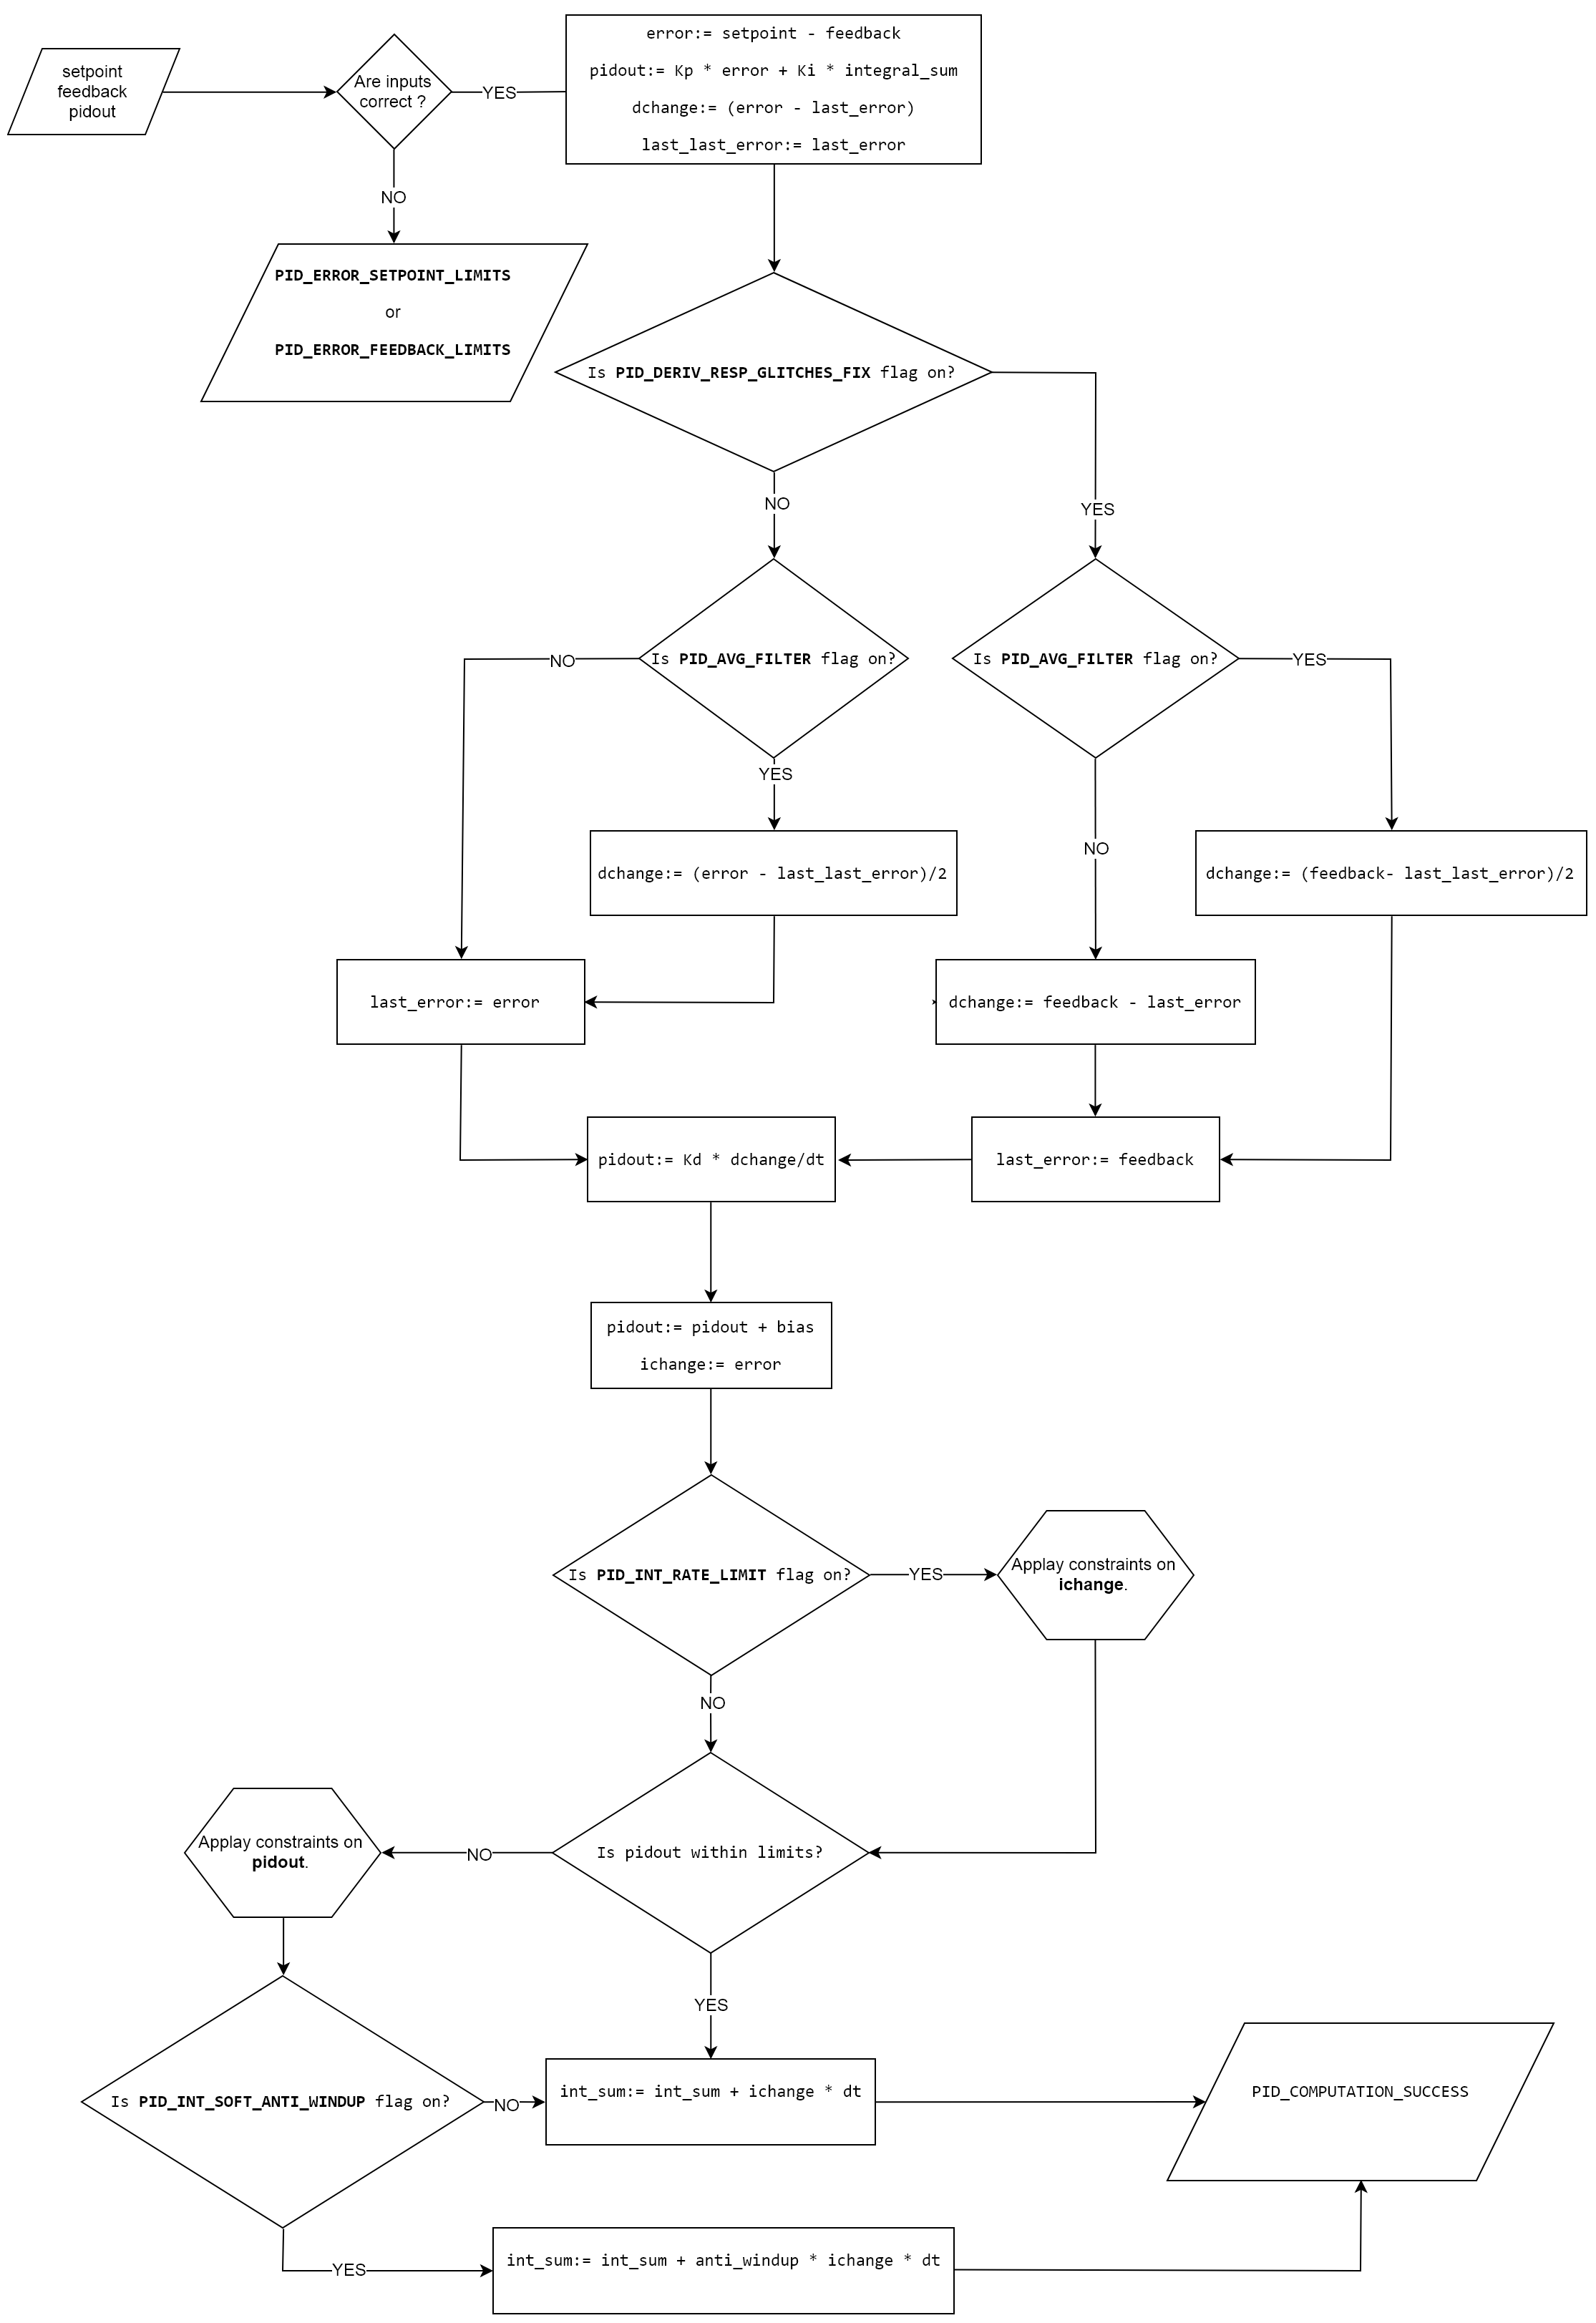 setpoint
feedback
pidout
Are inputs
correct ?
YES
error:= setpoint - feedback
pidout:= Kp * error + Ki * integral_sum
dchange:= (error - last_error)
last_last_error:= last_error
NO
PID_ERROR_SETPOINT_LIMITS
or
PID_ERROR_FEEDBACK_LIMITS
Is PID_DERIV_RESP_GLITCHES_FIX flag on?
NO
YES
Is PID_AVG_FILTER flag on?
NO
YES
Is PID_AVG_FILTER flag on?
YES
NO
dchange:= (error - last_last_error)/2
dchange:= (feedback- last_last_error)/2
last_error:= error
dchange:= feedback - last_error
pidout:= Kd * dchange/dt
last_error:= feedback
pidout:= pidout + bias
ichange:= error
Is PID_INT_RATE_LIMIT flag on?
YES
Applay constraints on
ichange.
NO
Is pidout within limits?
NO
Applay constraints on
pidout.
YES
Is PID_INT_SOFT_ANTI_WINDUP flag on?
NO
int_sum:= int_sum + ichange * dt
PID_COMPUTATION_SUCCESS
YES
int_sum:= int_sum + anti_windup * ichange * dt